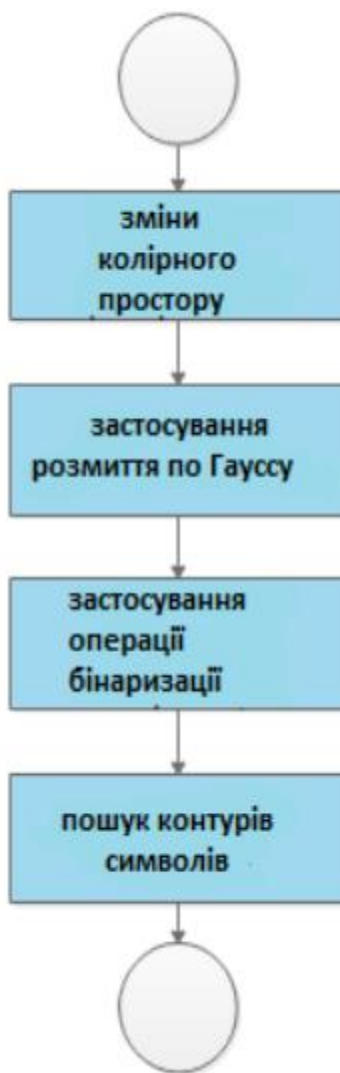 зміни
колірного
простору
застосування
розмиття по Гауссу
застосування
операції
бінаризації
пошук контурів
символів